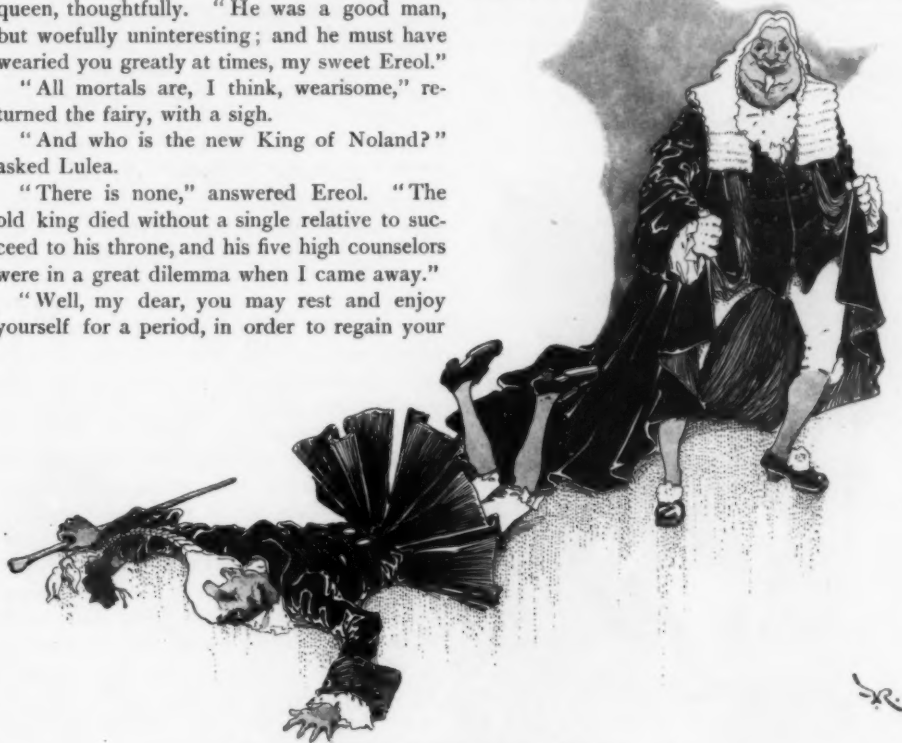 queen, thoughtfully. "He was a good man,
but woefully uninteresting; and he must have
wearied you greatly at times, my sweet Ereol."
"All mortals are, I think, wearisome," re-
turned the fairy, with a sigh.
"And who is the new King of Noland?"
asked Lulea.
"There is none," answered Ereol. "The
old king died without a single relative to suc-
ceed to his throne, and his five high counselors
were in a great dilemma when I came away."
"Well, my dear, you may rest and enjoy
yourself for a period, in order to regain your